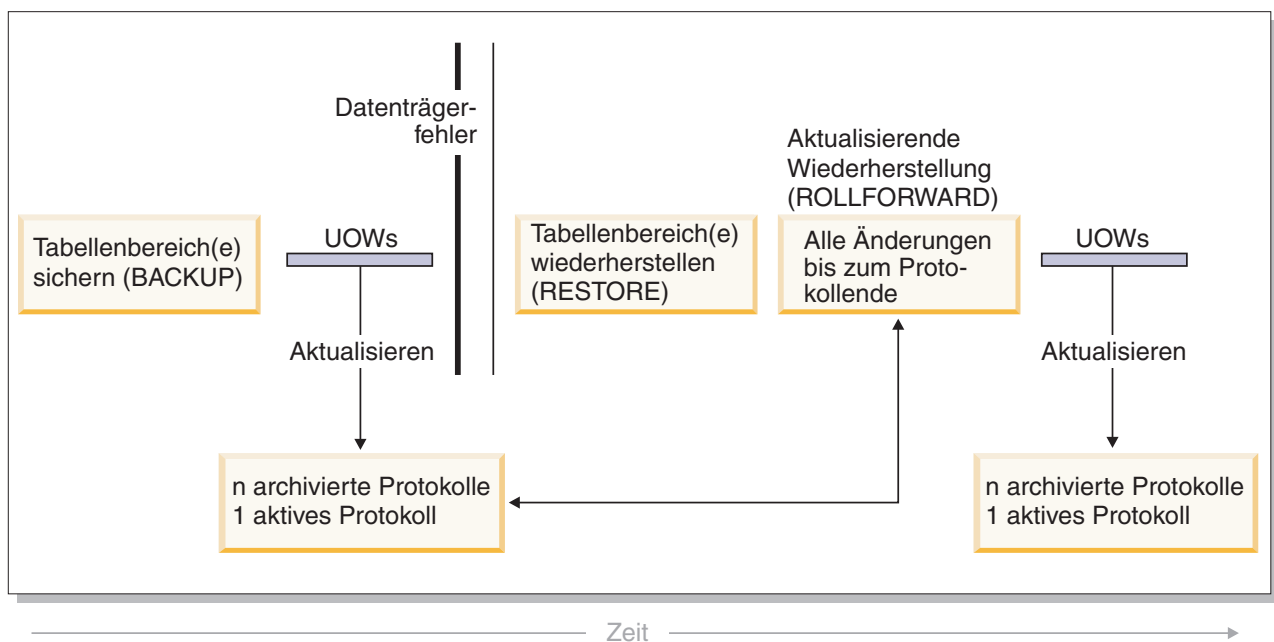 Datenträger-
fehler
Aktualisierende
Wiederherstellung
(ROLLFORWARD)
Tabellenbereich(e)
sichern (BACKUP)
UOWs
Tabellenbereich(e)
wiederherstellen
(RESTORE)
Alle Änderungen
bis zum Proto-
kollende
UOWs
Aktualisieren
Aktualisieren
n archivierte Protokolle
1 aktives Protokoll
n archivierte Protokolle
1 aktives Protokoll
Zeit